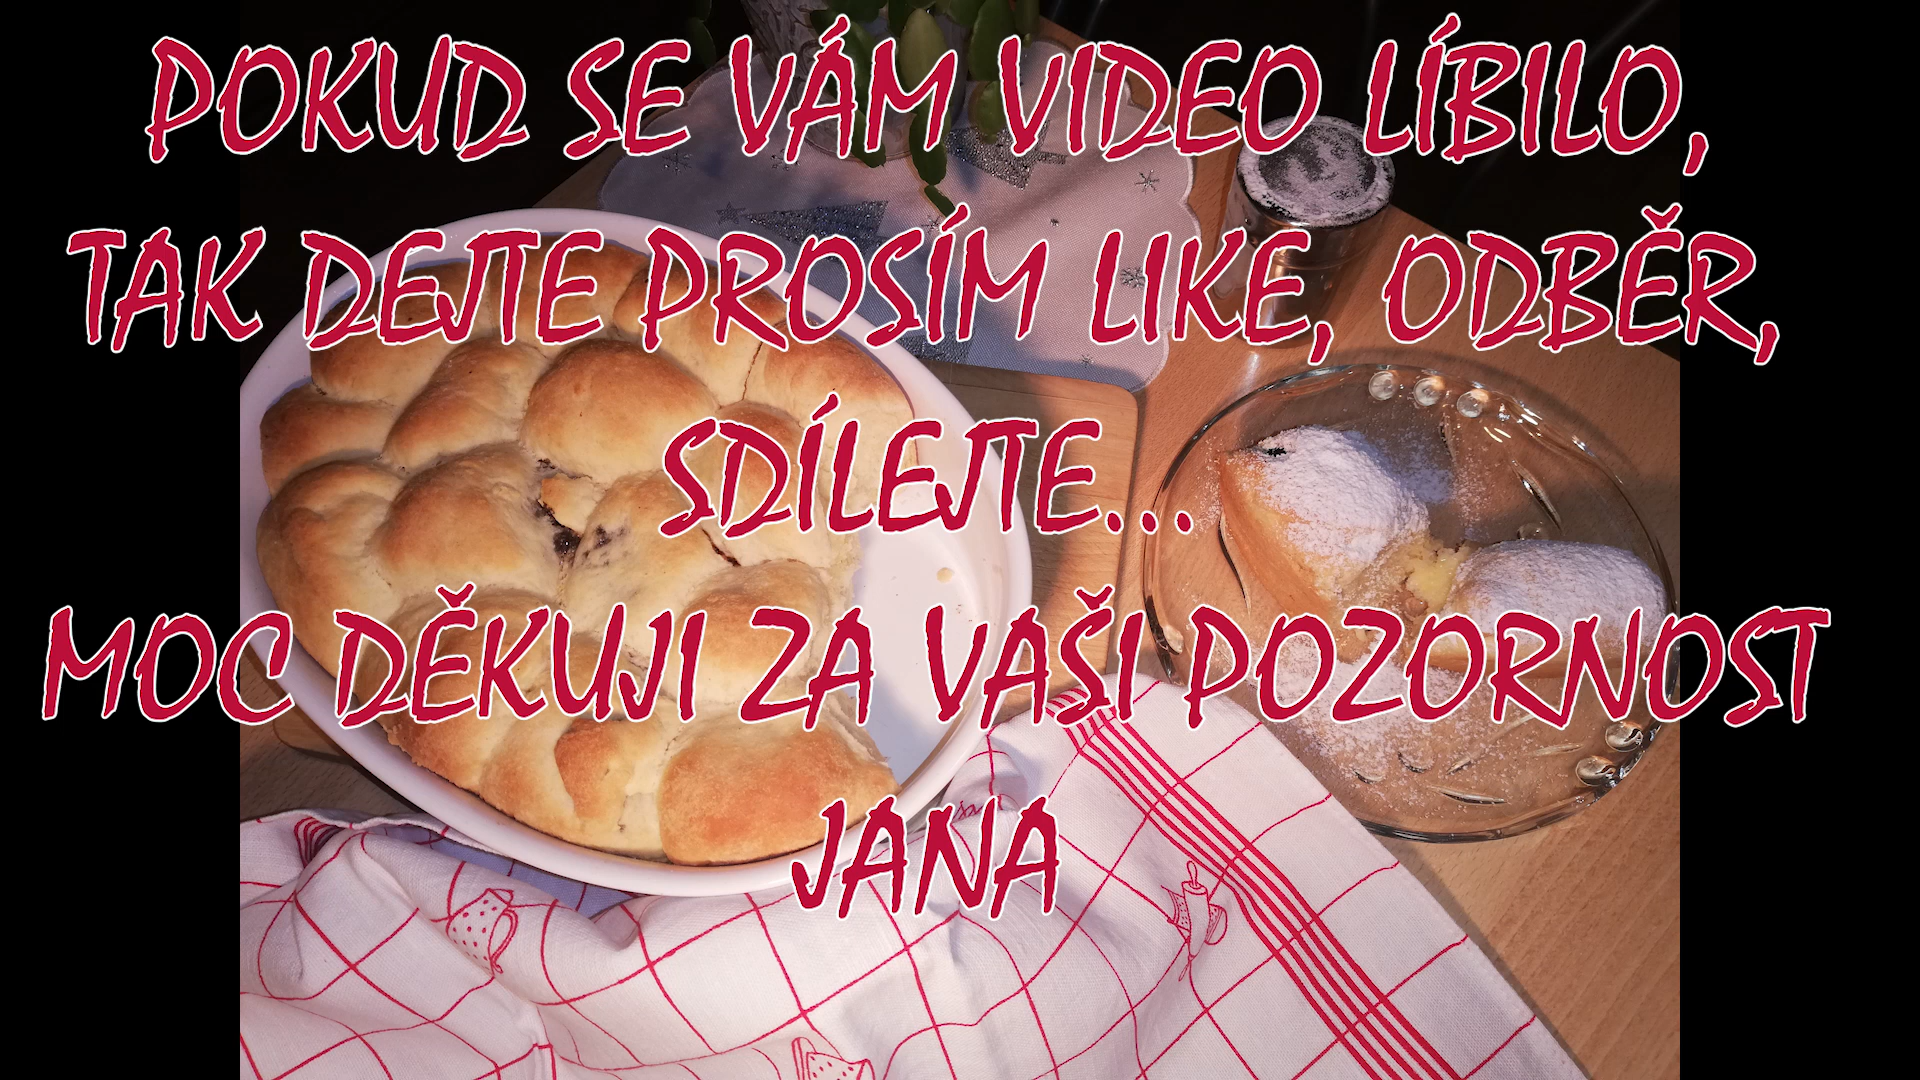 POKUD SE VÁM VIDEO LÍBILO,
TAK DEJTE PROSÍM LIKE, ODBĚR,
SDÍLEJTE...
MOC DĚKUJI ZA VAŠI POZORNOST
JANA